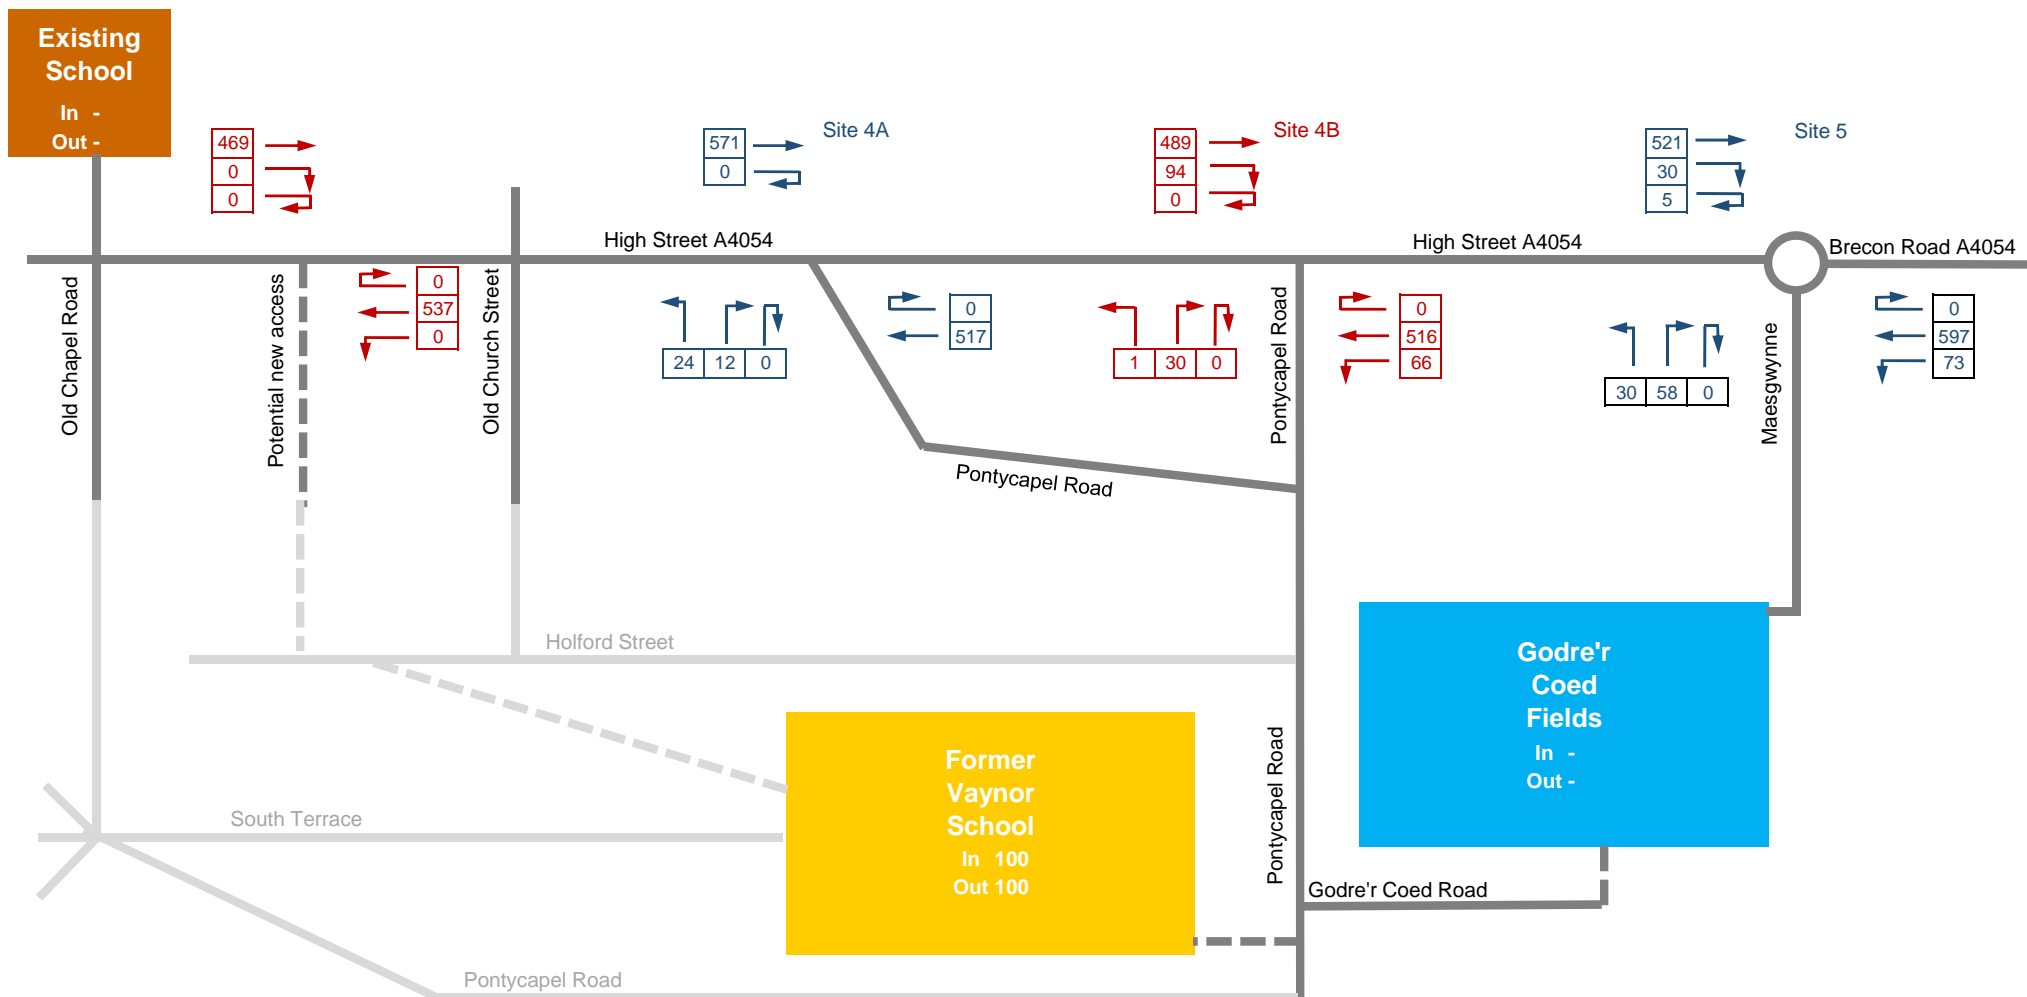 Existing
School
In -
Out -
469
0
0
571
0
Site 4A
489
94
0
Site 4B
521
30
5
Site 5
High Street A4054
High Street A4054
Brecon Road A4054
Old Chapel Road
Potential new access
0
537
0
Old Church Street
24 12 0
0
517
1 30 0
Pontycapel Road
0
516
66
30 58 0
Maesgwynne
0
597
73
Pontycapel Road
Holford Street
Godre'r
Coed
Fields
In -
Out -
Former
Vaynor
School
In 100
Out 100
Pontycapel Road
South Terrace
Godre'r Coed Road
Pontycapel Road